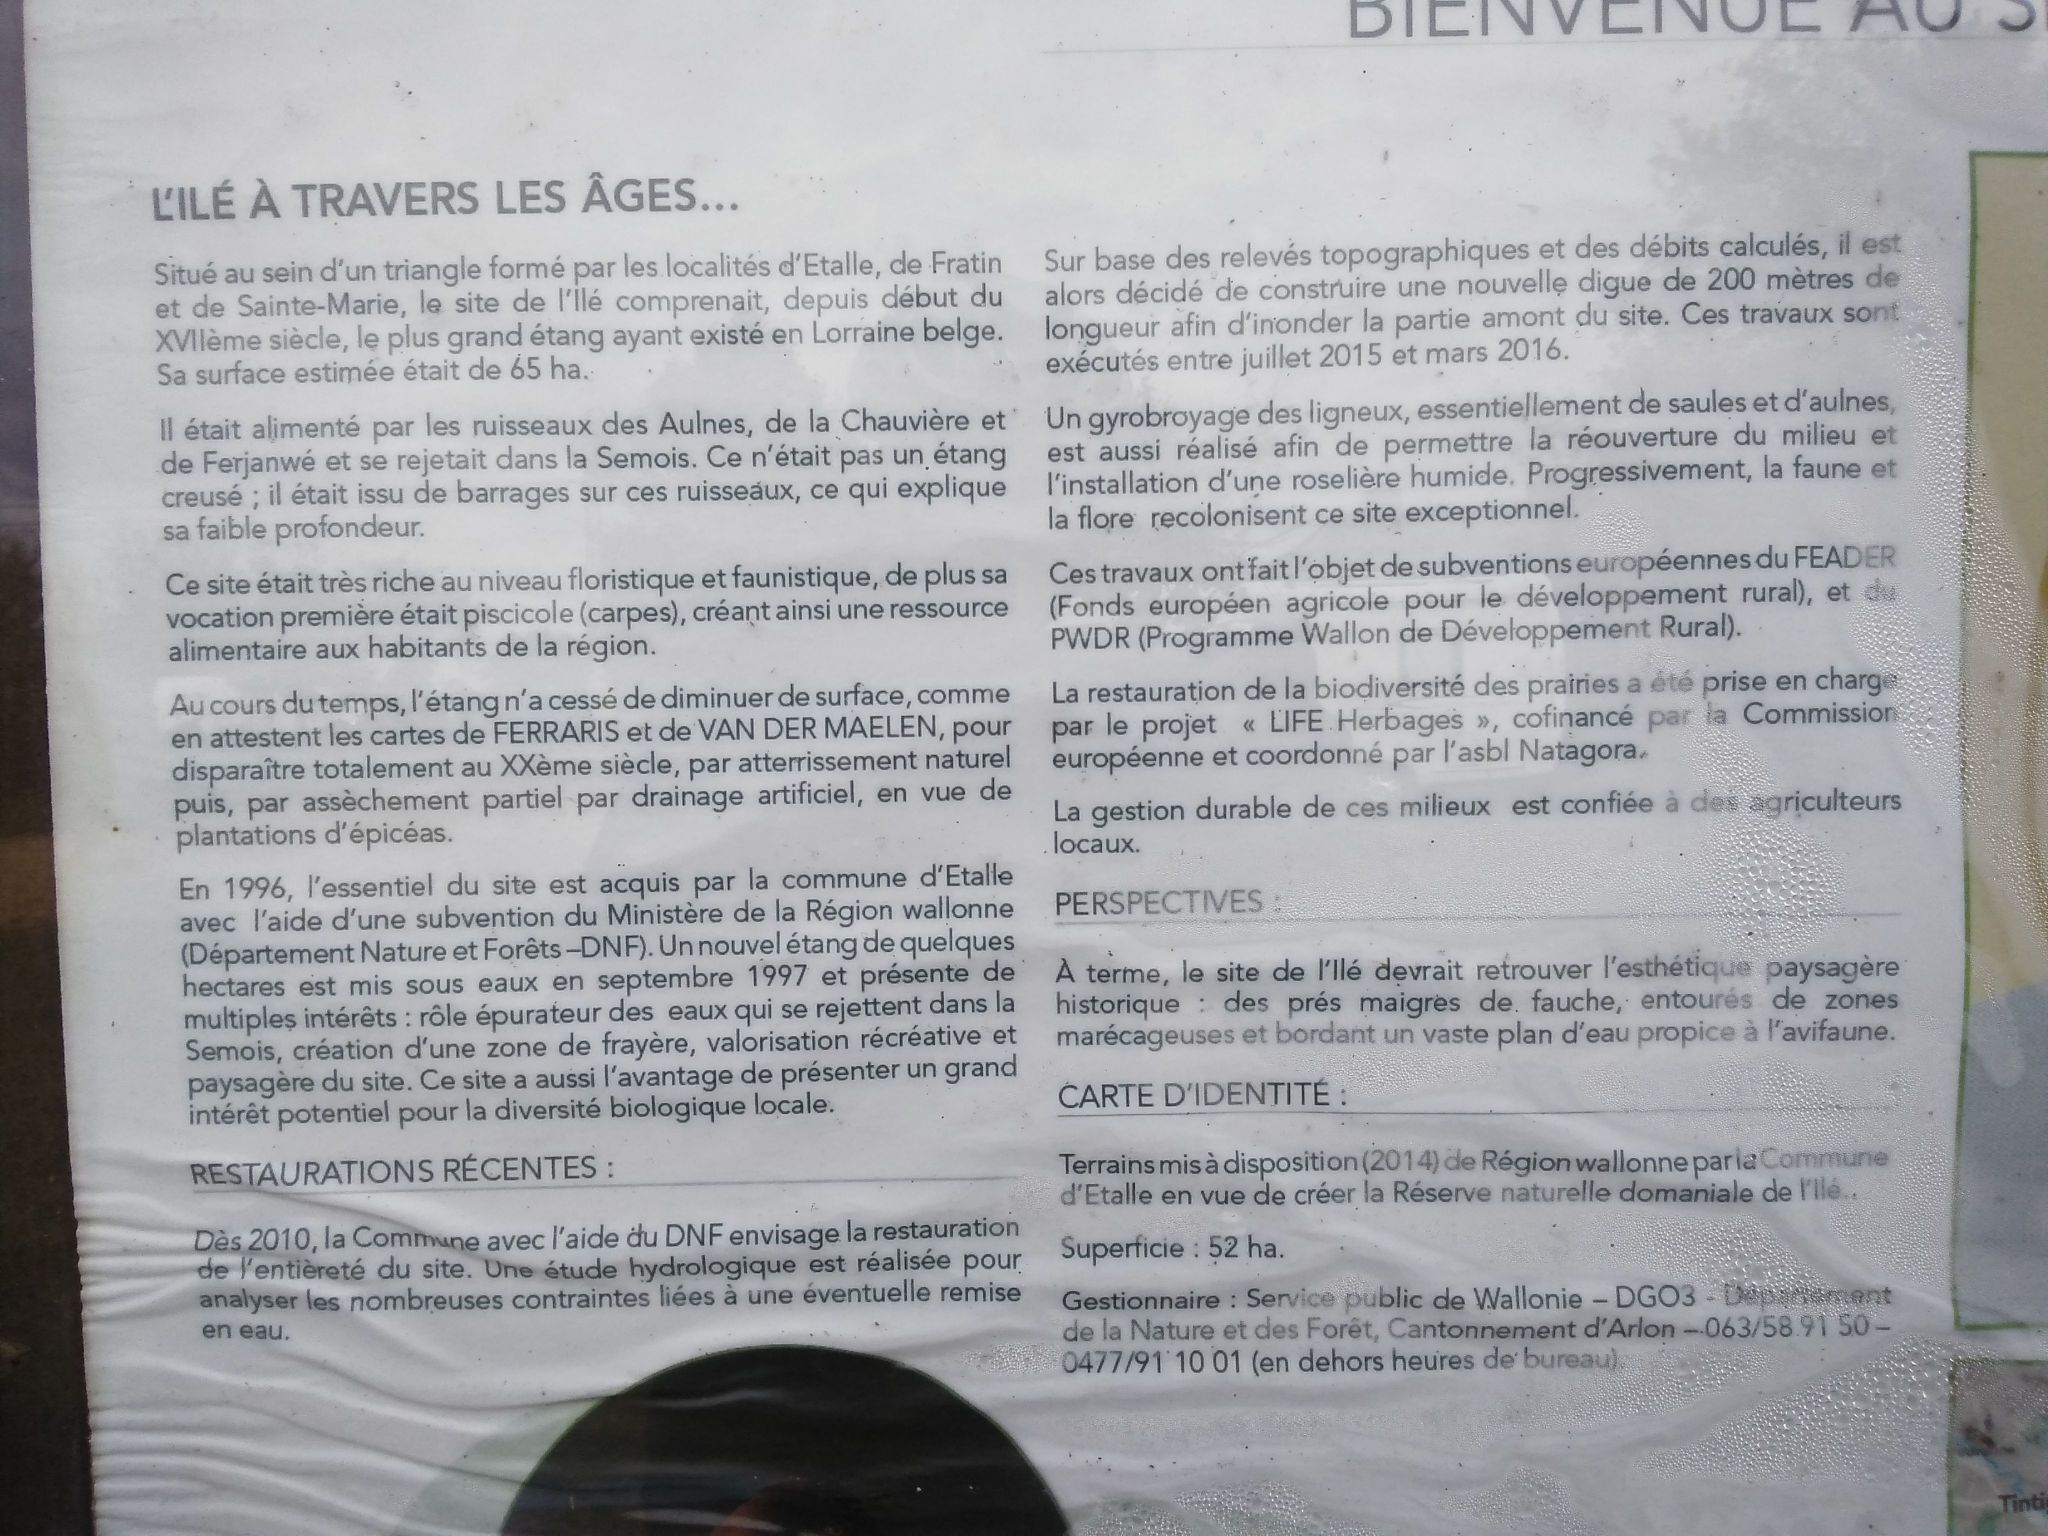 BIENVENUE AU S
L'ILÉ À TRAVERS LES ÂGES...
Situé au sein d'un triangle formé par les localités d'Etalle, de Fratin
et de Sainte-Marie, le site de l'Ilé comprenait, depuis début du
XVIIème siècle, le plus grand étang ayant existé en Lorraine belge.
Sa surface estimée était de 65 ha.
Il était alimenté par les ruisseaux des Aulnes, de la Chauvière et
de Ferjanwé et se rejetait dans la Semois. Ce n'était pas un étang
creusé ; il était issu de barrages sur ces ruisseaux, ce qui explique
sa faible profondeur.
Ce site était très riche au niveau floristique et faunistique, de plus sa
vocation première était piscicole (carpes), créant ainsi une ressource
alimentaire aux habitants de la région.
Au cours du temps, l'étang n'a cessé de diminuer de surface, comme
en attestent les cartes de FERRARIS et de VAN DER MAELEN, pour
disparaître totalement au XXème siècle, par atterrissement naturel
puis, par assèchement partiel par drainage artificiel, en vue de
plantations d'épicéas.
En 1996, l'essentiel du site est acquis par la commune d'Etalle
avec l'aide d'une subvention du Ministère de la Région wallonne
(Département Nature et Forêts –DNF). Un nouvel étang de quelques
hectares est mis sous eaux en septembre 1997 et présente de
multiples intérêts : rôle épurateur des eaux qui se rejettent dans la
Semois, création d'une zone de frayère, valorisation récréative et
paysagère du site. Ce site a aussi l'avantage de présenter un grand
intérêt potentiel pour la diversité biologique locale.
RESTAURATIONS RÉCENTES :
Dès 2010, la Commune avec l'aide du DNF envisage la restauration
de l'entièreté du site. Une étude hydrologique est réalisée pour
analyser les nombreuses contraintes liées à une éventuelle remise
en eau.
Sur base des relevés topographiques et des débits calculés, il est
alors décidé de construire une nouvelle digue de 200 mètres de
longueur afin d'inonder la partie amont du site. Ces travaux sont
exécutés entre juillet 2015 et mars 2016.
Un gyrobroyage des ligneux, essentiellement de saules et d'aulnes,
est aussi réalisé afin de permettre la réouverture du milieu et
l'installation d'une roselière humide. Progressivement, la faune et
la flore recolonisent ce site exceptionnel.
Ces travaux ont fait l'objet de subventions européennes du FEADER
(Fonds européen agricole pour le développement rural), et du
PWDR (Programme Wallon de Développement Rural).
La restauration de la biodiversité des prairies a été prise en charge
par le projet « LIFE Herbages », cofinancé par la Commission
européenne et coordonné par l'asbl Natagora.
La gestion durable de ces milieux est confiée à des agriculteurs
locaux.
PERSPECTIVES :
À terme, le site de l'Ilé devrait retrouver l'esthétique paysagère
historique : des prés maigres de fauche, entourés de zones
marécageuses et bordant un vaste plan d'eau propice à l'avifaune.
CARTE D'IDENTITÉ :
Terrains mis à disposition (2014) de Région wallonne par la Commune
d'Etalle en vue de créer la Réserve naturelle domaniale de l'Ilé.
Superficie : 52 ha.
Gestionnaire : Service public de Wallonie – DGO3 - Département
de la Nature et des Forêt, Cantonnement d'Arlon – 063/58 91 50 –
0477/91 10 01 (en dehors heures de bureau)
Tinti